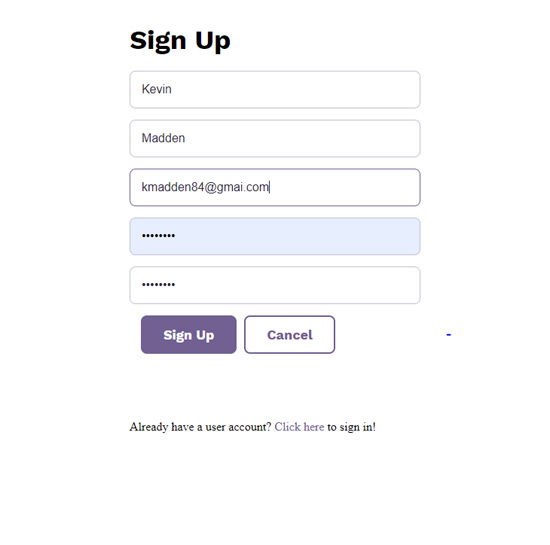 Sign Up
Kevin
Madden
kmadden84@gmai.com
••••••••
••••••••
Sign Up Cancel -
Already have a user account? Click here to sign in!